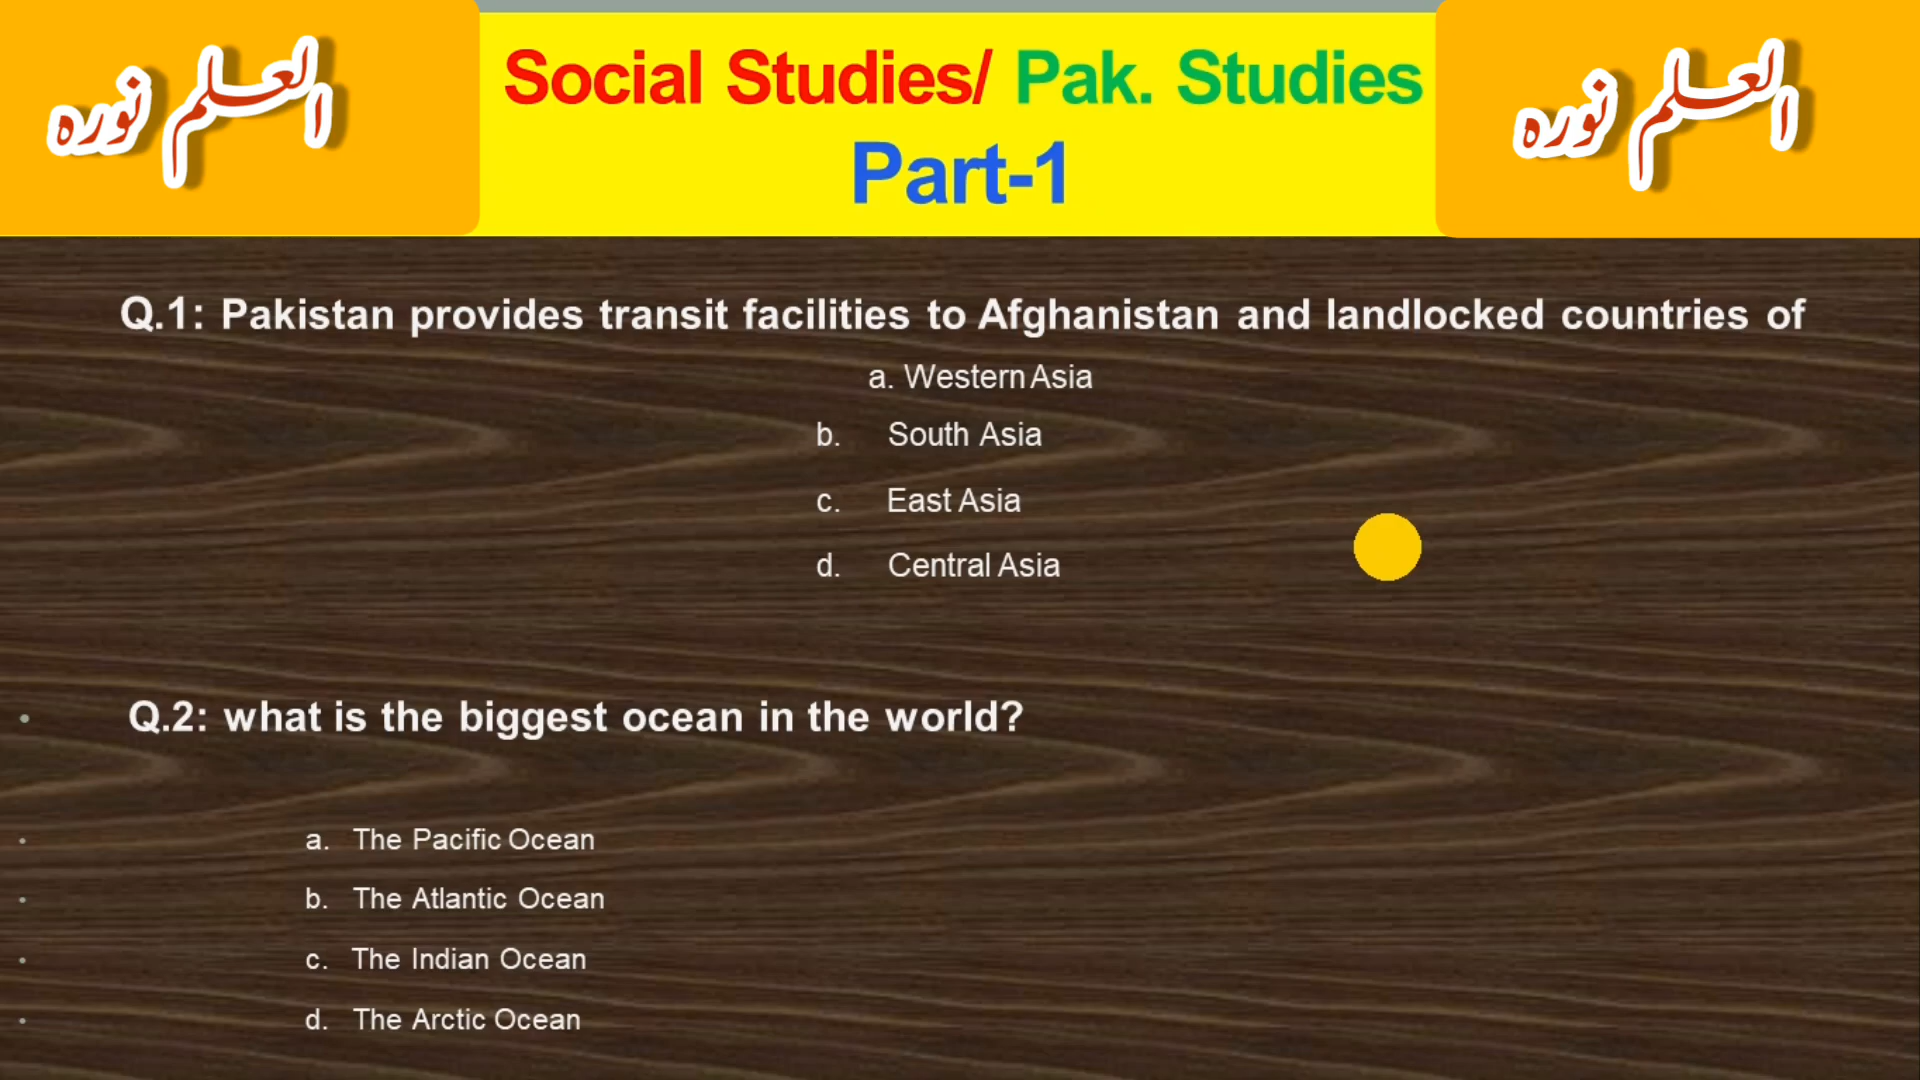 العلم نوره
Social Studies/ Pak. Studies
Part-1
العلم نوره
Q.1: Pakistan provides transit facilities to Afghanistan and landlocked countries of
a. Western Asia
b. South Asia
c. East Asia
d. Central Asia
• Q.2: what is the biggest ocean in the world?
• a. The Pacific Ocean
• b. The Atlantic Ocean
• c. The Indian Ocean
• d. The Arctic Ocean